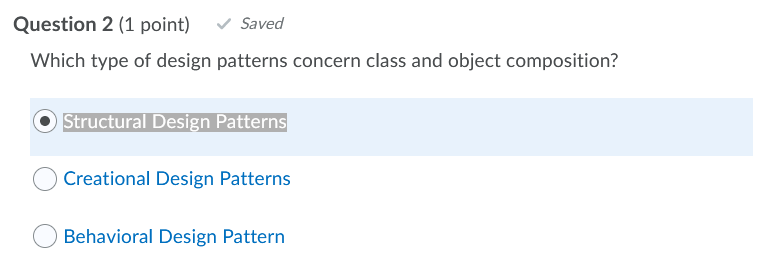 Question 2 (1 point) Saved
Which type of design patterns concern class and object composition?
Structural Design Patterns
Creational Design Patterns
Behavioral Design Pattern